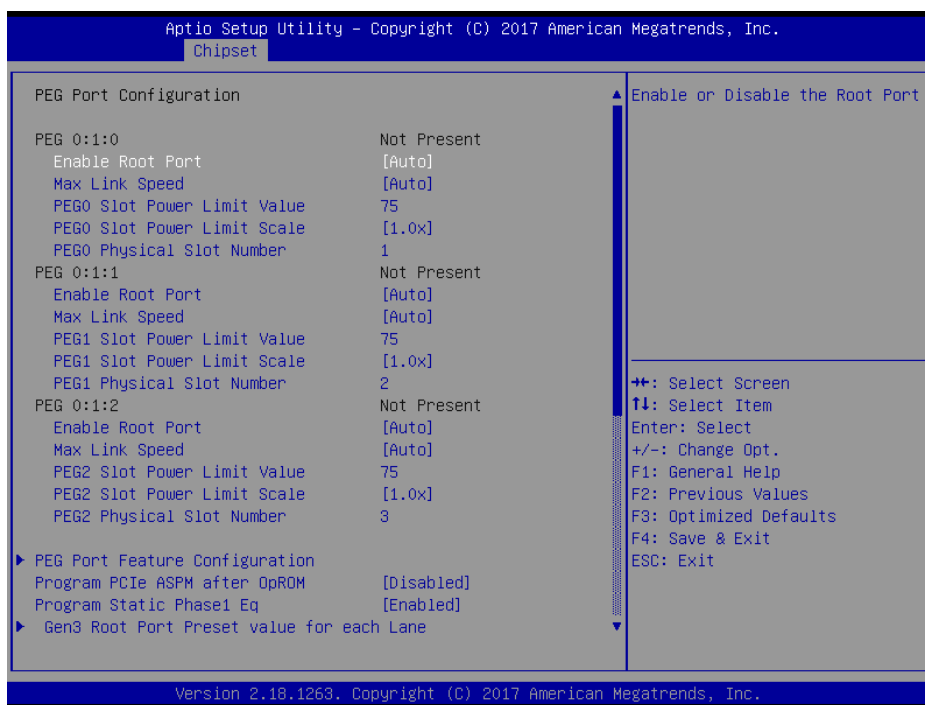 Aptio Setup Utility – Copyright (C) 2017 American Megatrends, Inc.
Chipset
PEG Port Configuration
PEG 0:1:0 Not Present
Enable Root Port [Auto]
Max Link Speed [Auto]
PEG0 Slot Power Limit Value 75
PEG0 Slot Power Limit Scale [1.0x]
PEG0 Physical Slot Number 1
PEG 0:1:1 Not Present
Enable Root Port [Auto]
Max Link Speed [Auto]
PEG1 Slot Power Limit Value 75
PEG1 Slot Power Limit Scale [1.0x]
PEG1 Physical Slot Number 2
PEG 0:1:2 Not Present
Enable Root Port [Auto]
Max Link Speed [Auto]
PEG2 Slot Power Limit Value 75
PEG2 Slot Power Limit Scale [1.0x]
PEG2 Physical Slot Number 3
PEG Port Feature Configuration
Program PCIe ASPM after OpROM [Disabled]
Program Static Phase1 Eq [Enabled]
Gen3 Root Port Preset value for each Lane
Enable or Disable the Root Port
→←: Select Screen
↑↓: Select Item
Enter: Select
+/-: Change Opt.
F1: General Help
F2: Previous Values
F3: Optimized Defaults
F4: Save & Exit
ESC: Exit
Version 2.18.1263. Copyright (C) 2017 American Megatrends, Inc.